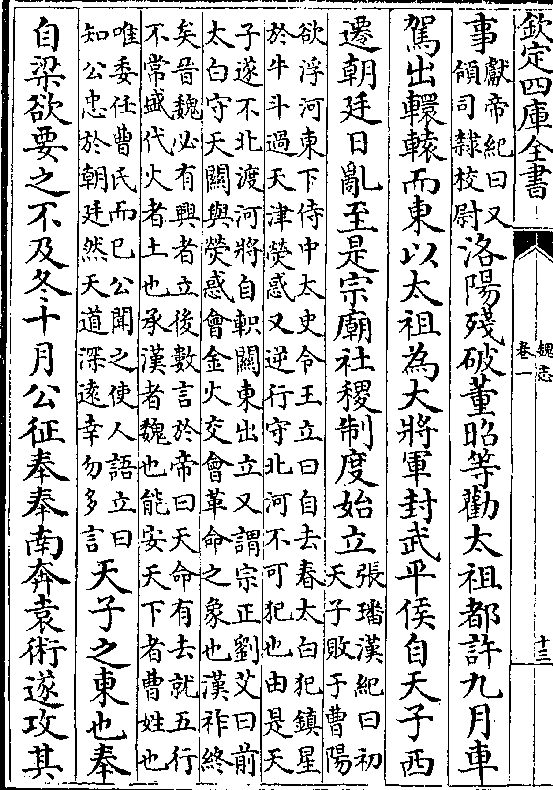 欽定四庫全書
魏志
卷一
十三
事
獻帝紀曰又
領司隸校尉
洛陽殘破董昭等勸太祖都許九月車
駕出轘轅而東以太祖為大將軍封武平侯自天子西
遷朝廷日亂至是宗廟社稷制度始立
張璠漢紀曰初
天子敗于曹陽
欲浮河東下侍中太史令王立曰自去春太白犯鎮星
於牛斗過天津熒惑又逆行守北河不可犯也由是天
子遂不北渡河將自軹關東出立又謂宗正劉艾曰前
太白守天關與熒惑會金火交會革命之象也漢祚終
矣晉魏必有興者立後數言於帝曰天命有去就五行
不常盛代火者土也承漢者魏也能安天下者曹姓也
唯委任曹氏而已公聞之使人語立曰
知公忠於朝廷然天道深遠幸勿多言
天子之東也奉
自梁欲要之不及冬十月公征奉奉南奔袁術遂攻其